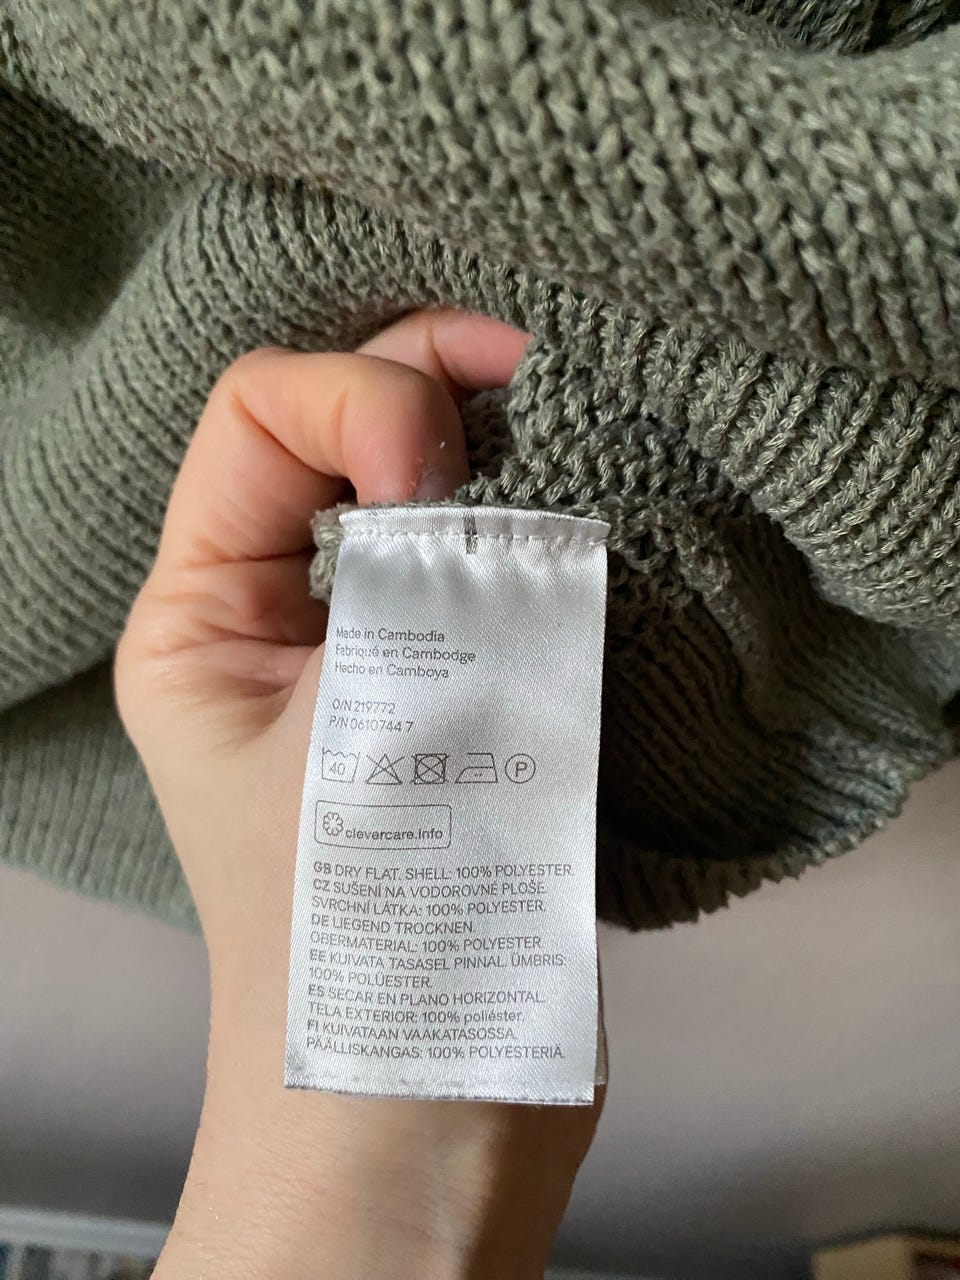 Made in Cambodia
Fabriqué en Cambodge
Hecho en Camboya
O/N 219772
P/N 0610744 7
40 P
clevercare.info
GB DRY FLAT. SHELL: 100% POLYESTER.
CZ SUŠENÍ NA VODOROVNÉ PLOŠE.
SVRCHNÍ LÁTKA: 100% POLYESTER.
DE LIEGEND TROCKNEN.
OBERMATERIAL: 100% POLYESTER.
EE KUIVATA TASASEL PINNAL. ÜMBRIS:
100% POLÜESTER.
ES SECAR EN PLANO HORIZONTAL.
TELA EXTERIOR: 100% poliéster.
FI KUIVATAAN VAAKATASOSSA.
PÄÄLLISKANGAS: 100% POLYESTERIÄ.